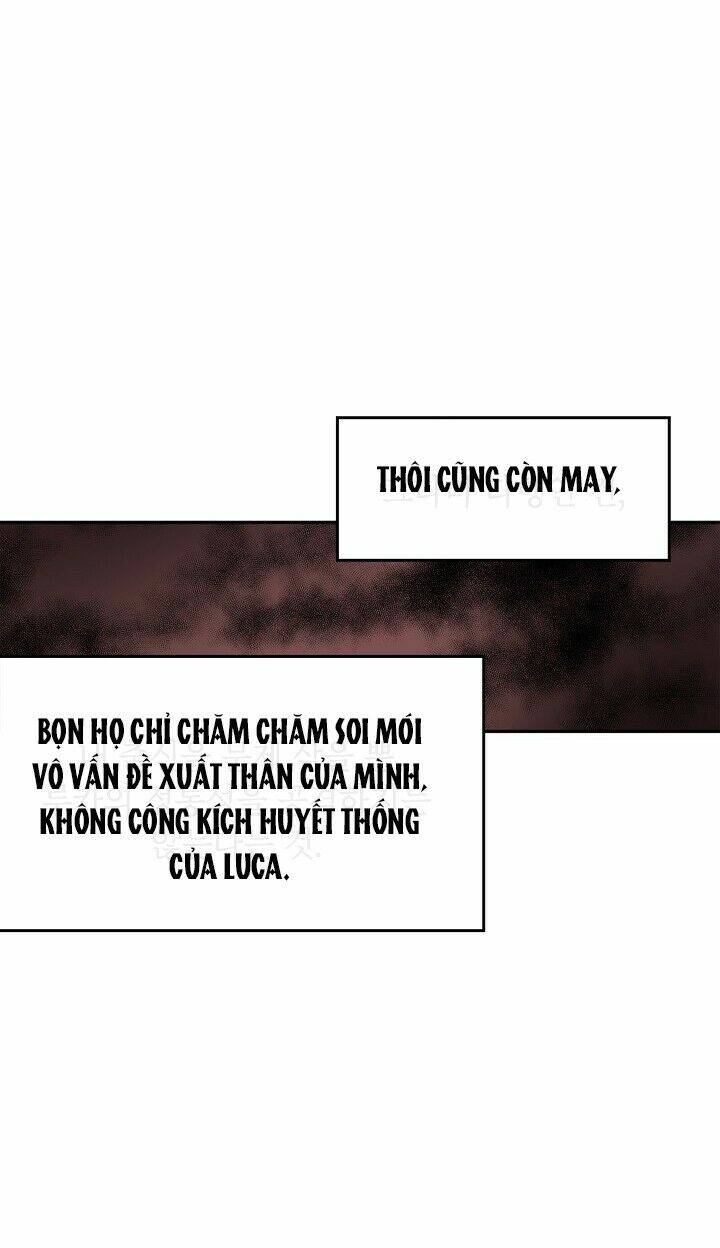 THÔI CŨNG CÒN MAY,
BỌN HỌ CHỈ CHĂM CHĂM SOI MÓI
VÔ VẤN ĐỀ XUẤT THÂN CỦA MÌNH,
KHÔNG CÔNG KÍCH HUYẾT THỐNG
CỦA LUCA.